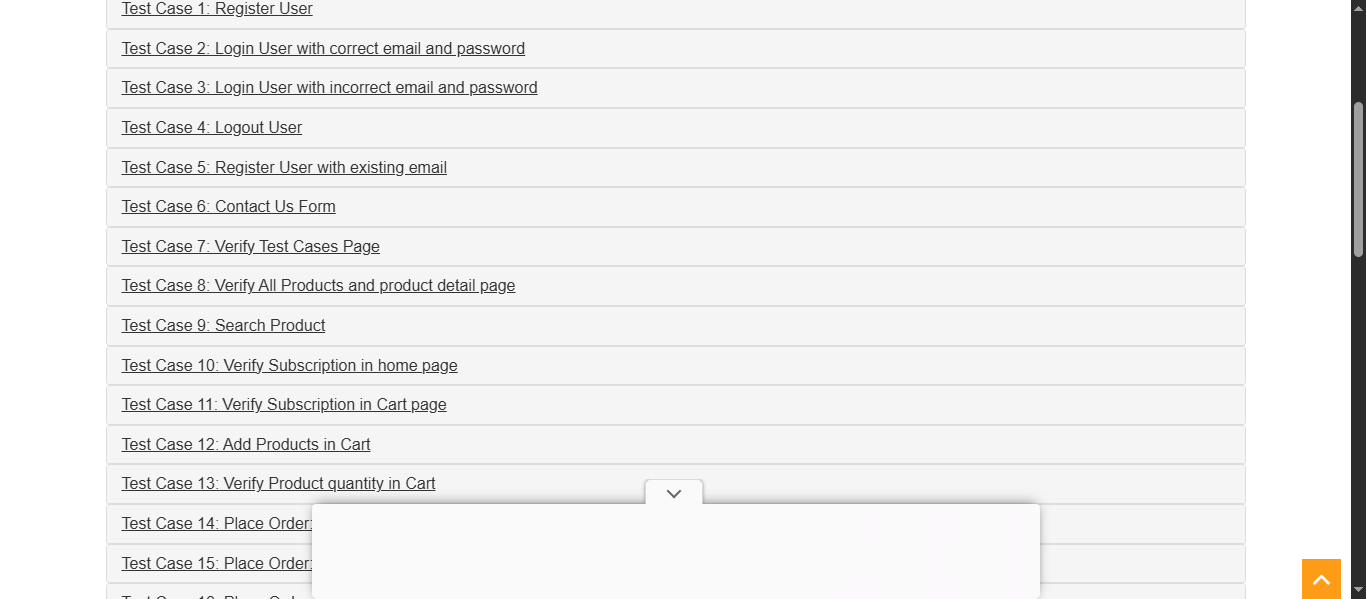 Test Case 1: Register User
Test Case 2: Login User with correct email and password
Test Case 3: Login User with incorrect email and password
Test Case 4: Logout User
Test Case 5: Register User with existing email
Test Case 6: Contact Us Form
Test Case 7: Verify Test Cases Page
Test Case 8: Verify All Products and product detail page
Test Case 9: Search Product
Test Case 10: Verify Subscription in home page
Test Case 11: Verify Subscription in Cart page
Test Case 12: Add Products in Cart
Test Case 13: Verify Product quantity in Cart
Test Case 14: Place Order:
Test Case 15: Place Order: